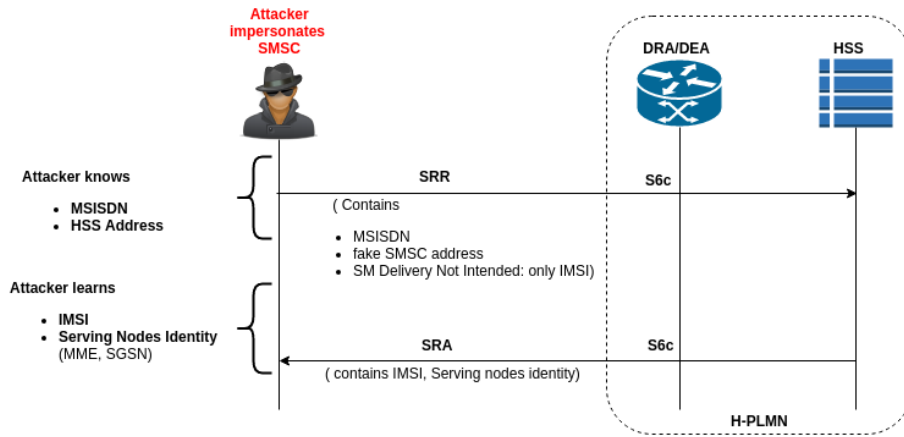 Attacker
impersonates
SMSC
DRA/DEA
HSS
Attacker knows
• MSISDN
• HSS Address
SRR
S6c
( Contains
• MSISDN
• fake SMSC address
• SM Delivery Not Intended: only IMSI)
Attacker learns
• IMSI
• Serving Nodes Identity
(MME, SGSN)
SRA
S6c
( contains IMSI, Serving nodes identity)
H-PLMN